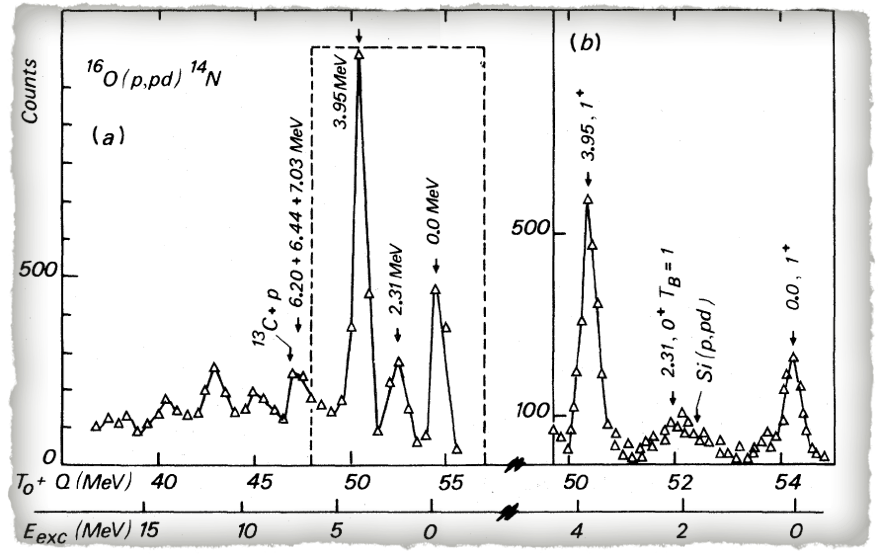 Counts
¹⁶O(p,pd) ¹⁴N
(a)
¹³C+p
6.20 + 6.44 + 7.03 MeV
3.95 MeV
2.31 MeV
0.0 MeV
500
0
T₀ + Q (MeV) 40 45 50 55
E_exc (MeV) 15 10 5 0
(b)
3.95, 1⁺
2.31, 0⁺ T_B = 1
Si(p,pd)
0.0, 1⁺
500
100
50 52 54
4 2 0